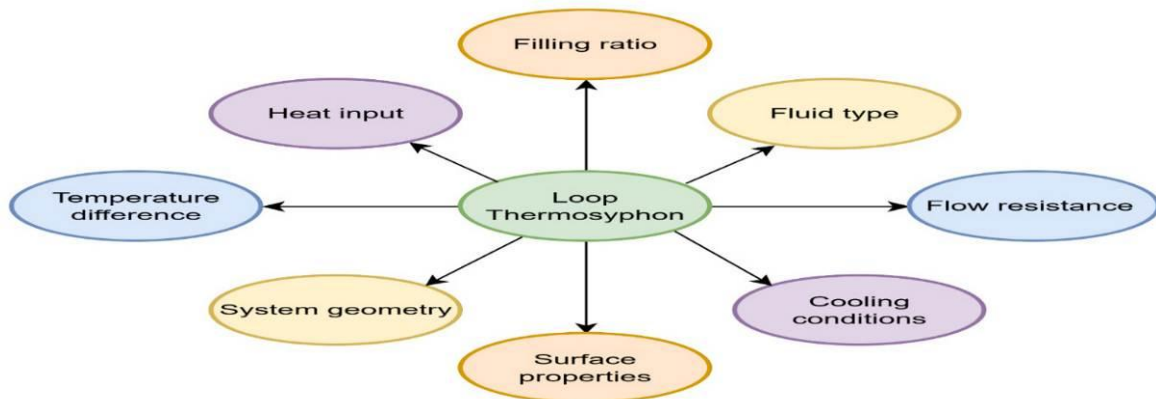 Filling ratio
Heat input
Fluid type
Temperature
difference
Loop
Thermosyphon
Flow resistance
System geometry
Cooling
conditions
Surface
properties